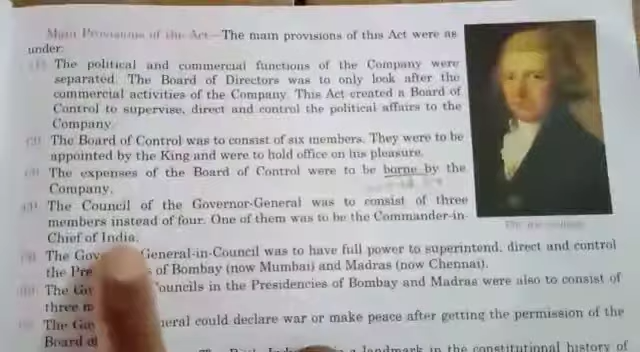 Main Provisions of the Act—The main provisions of this Act were as
under:
(1) The political and commercial functions of the Company were
separated. The Board of Directors was to only look after the
commercial activities of the Company. This Act created a Board of
Control to supervise, direct and control the political affairs to the
Company.
(2) The Board of Control was to consist of six members. They were to be
appointed by the King and were to hold office on his pleasure.
(3) The expenses of the Board of Control were to be borne by the
Company.
(4) The Council of the Governor-General was to consist of three
members instead of four. One of them was to be the Commander-in-
Chief of India.
(5) The General-in-Council was to have full power to superintend, direct and control
the of Bombay (now Mumbai) and Madras (now Chennai).
(6) The in the Presidencies of Bombay and Madras were also to consist of
three
The could declare war or make peace after getting the permission of the
Board
a landmark in the constitutional history of